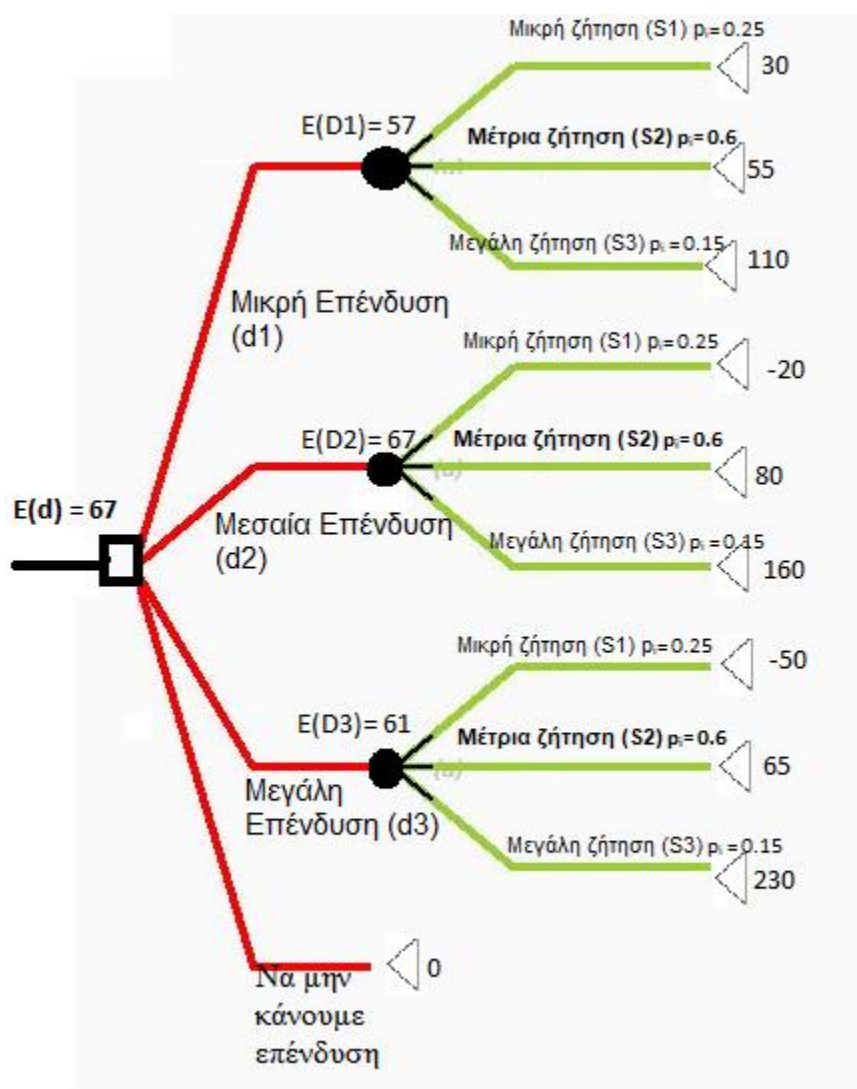 Μικρή ζήτηση (S1) pᵢ=0.25
30
E(D1)= 57
Μέτρια ζήτηση (S2) pᵢ=0.6
55
Μεγάλη ζήτηση (S3) pᵢ=0.15
110
Μικρή Επένδυση
(d1)
Μικρή ζήτηση (S1) pᵢ=0.25
-20
E(D2)= 67
Μέτρια ζήτηση (S2) pᵢ=0.6
80
E(d) = 67
Μεσαία Επένδυση
(d2)
Μεγάλη ζήτηση (S3) pᵢ =0.15
160
Μικρή ζήτηση (S1) pᵢ=0.25
-50
E(D3)= 61
Μέτρια ζήτηση (S2) pᵢ=0.6
65
Μεγάλη
Επένδυση (d3)
Μεγάλη ζήτηση (S3) pᵢ =0.15
230
0
Να μην
κάνουμε
επένδυση